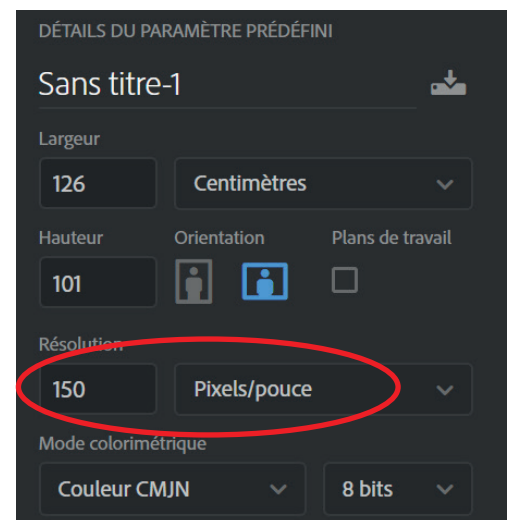 DÉTAILS DU PARAMÈTRE PRÉDÉFINI
Sans titre-1
Largeur
126 Centimètres
Hauteur Orientation Plans de travail
101
Résolution
150 Pixels/pouce
Mode colorimétrique
Couleur CMJN 8 bits